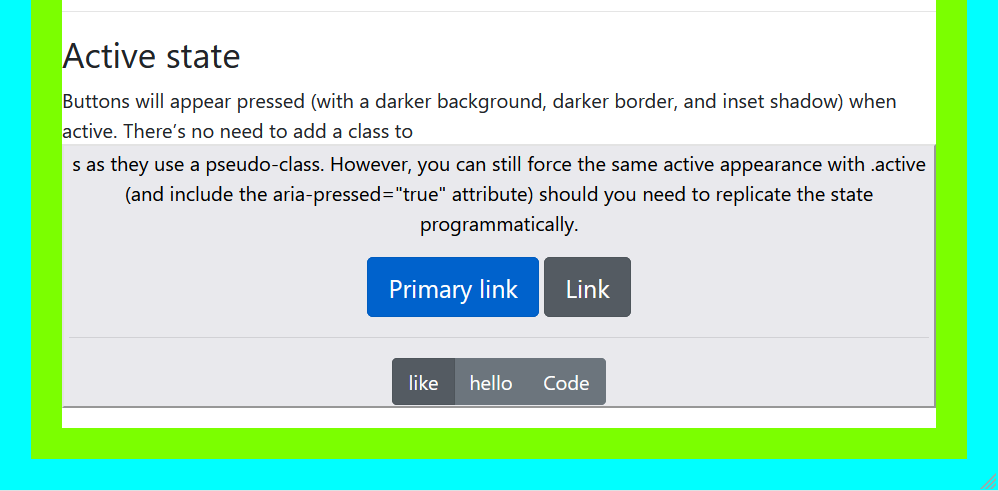 Active state
Buttons will appear pressed (with a darker background, darker border, and inset shadow) when
active. There’s no need to add a class to
s as they use a pseudo-class. However, you can still force the same active appearance with .active
(and include the aria-pressed="true" attribute) should you need to replicate the state
programmatically.
Primary link Link
like hello Code